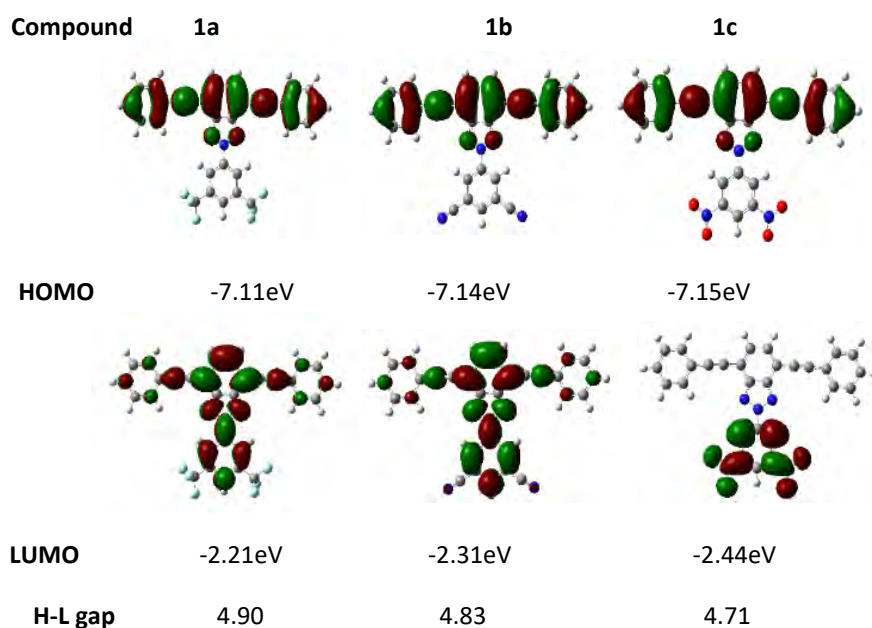 Compound 1a 1b 1c
HOMO -7.11eV -7.14eV -7.15eV
LUMO -2.21eV -2.31eV -2.44eV
H-L gap 4.90 4.83 4.71